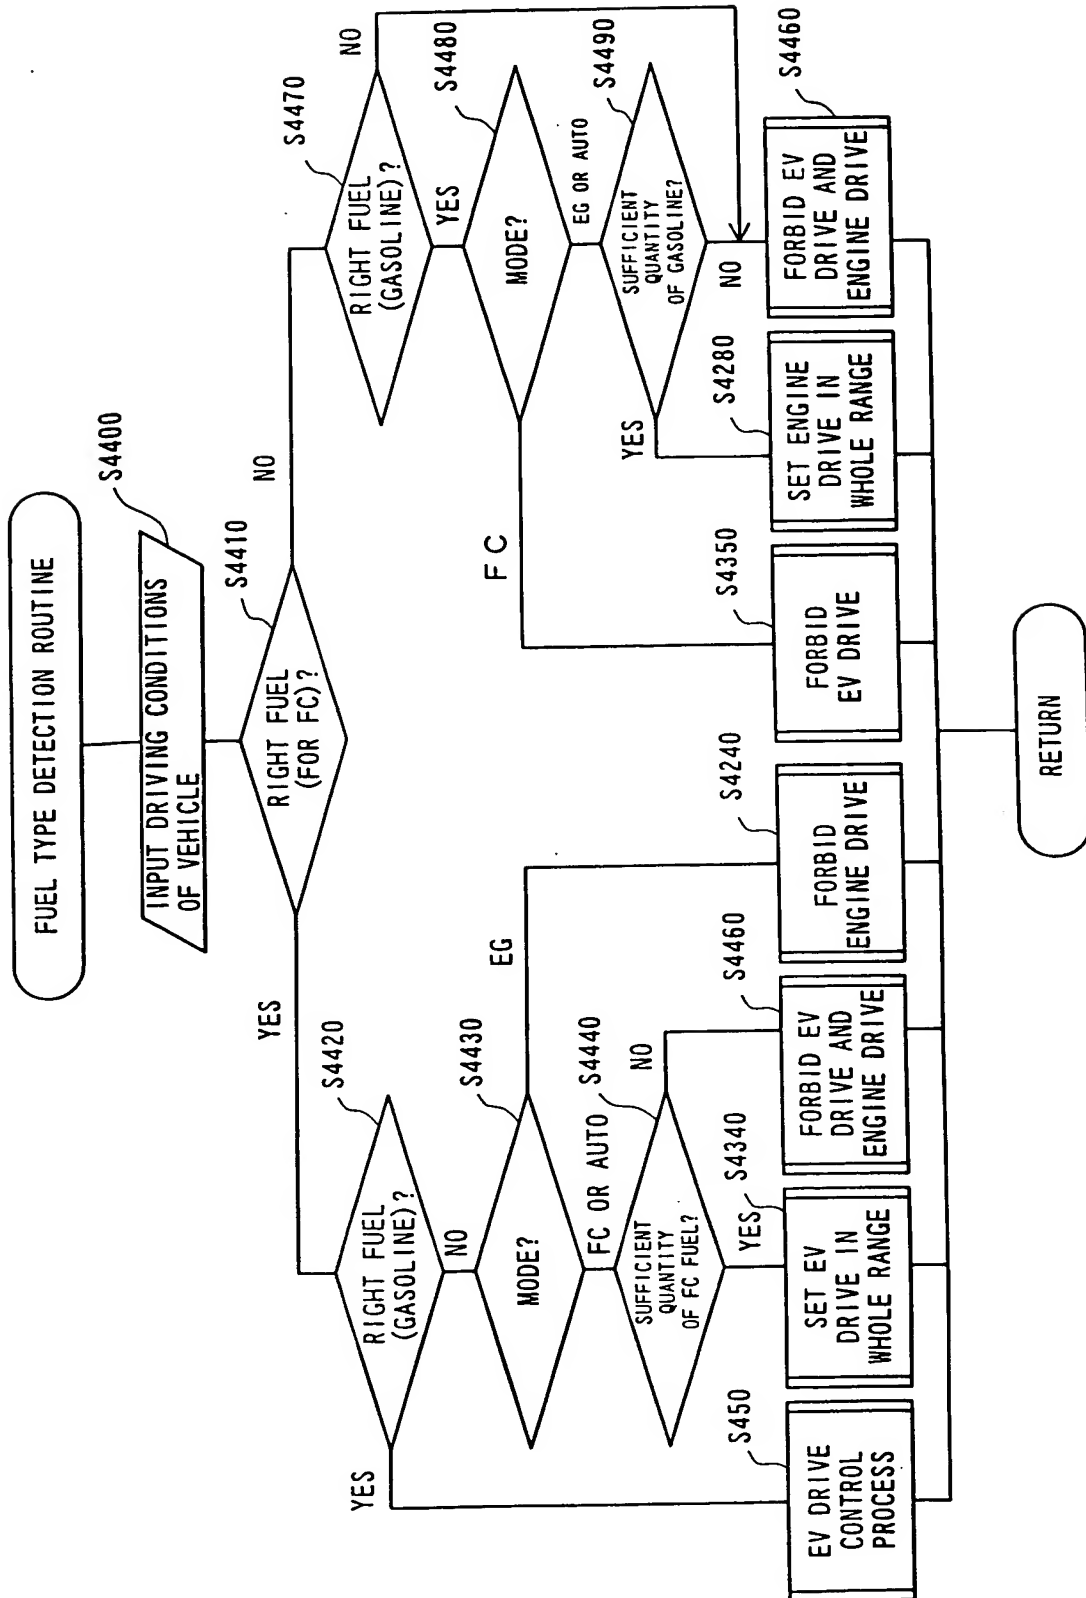 FUEL TYPE DETECTION ROUTINE
S4400
INPUT DRIVING CONDITIONS
OF VEHICLE
S4410
RIGHT FUEL
(FOR FC)?
YES
NO
S4420
RIGHT FUEL
(GASOLINE)?
YES
NO
S4430
MODE?
EG
FC OR AUTO
S4440
SUFFICIENT
QUANTITY
OF FC FUEL?
NO
YES
S4470
RIGHT FUEL
(GASOLINE)?
NO
YES
S4480
MODE?
FC
EG OR AUTO
S4490
SUFFICIENT
QUANTITY
OF GASOLINE?
YES
NO
S450
EV DRIVE
CONTROL
PROCESS
S4340
SET EV
DRIVE IN
WHOLE RANGE
S4460
FORBID EV
DRIVE AND
ENGINE DRIVE
S4240
FORBID
ENGINE DRIVE
S4350
FORBID
EV DRIVE
S4280
SET ENGINE
DRIVE IN
WHOLE RANGE
S4460
FORBID EV
DRIVE AND
ENGINE DRIVE
RETURN